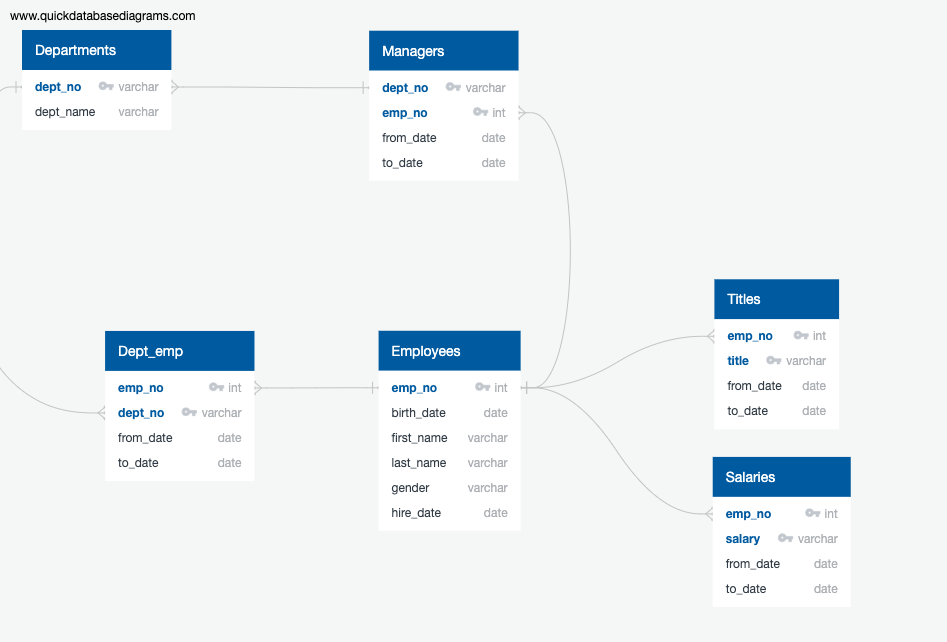 www.quickdatabasediagrams.com
Departments
dept_no varchar
dept_name varchar
Managers
dept_no varchar
emp_no int
from_date date
to_date date
Dept_emp
emp_no int
dept_no varchar
from_date date
to_date date
Employees
emp_no int
birth_date date
first_name varchar
last_name varchar
gender varchar
hire_date date
Titles
emp_no int
title varchar
from_date date
to_date date
Salaries
emp_no int
salary varchar
from_date date
to_date date